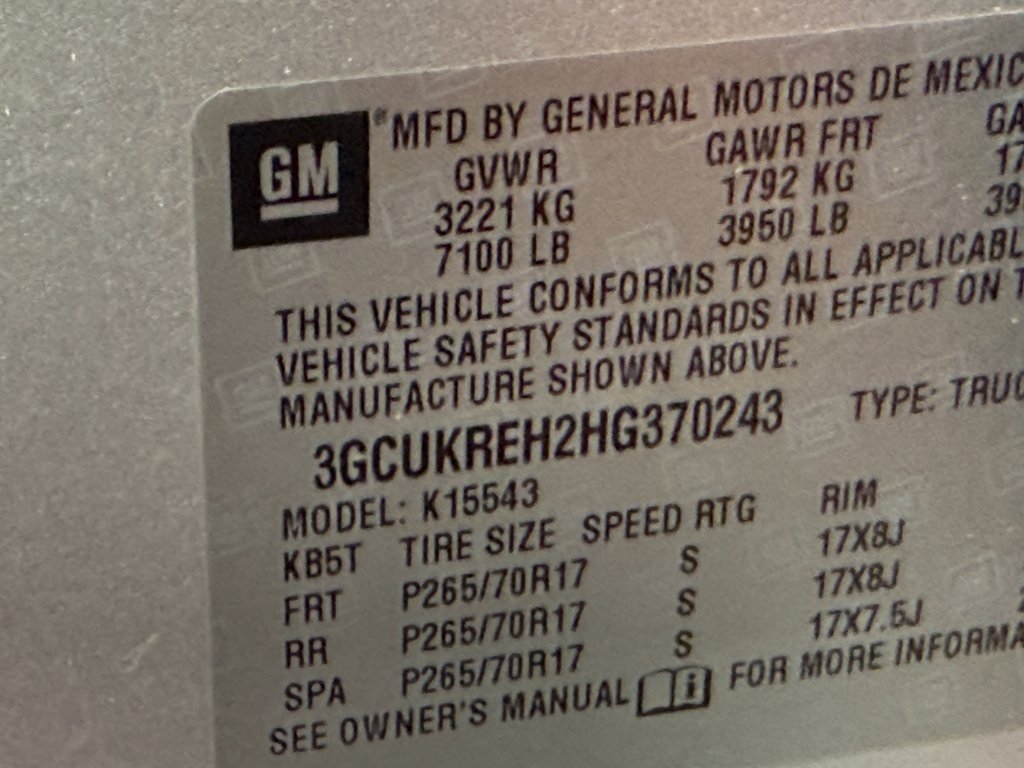 GM
®MFD BY GENERAL MOTORS DE MEXIC
GVWR GAWR FRT GA
3221 KG 1792 KG 17
7100 LB 3950 LB 39
THIS VEHICLE CONFORMS TO ALL APPLICABL
VEHICLE SAFETY STANDARDS IN EFFECT ON T
MANUFACTURE SHOWN ABOVE.
3GCUKREH2HG370243 TYPE: TRUC
MODEL: K15543
KB5T TIRE SIZE SPEED RTG RIM
FRT P265/70R17 S 17X8J
RR P265/70R17 S 17X8J
SPA P265/70R17 S 17X7.5J
SEE OWNER'S MANUAL FOR MORE INFORMA